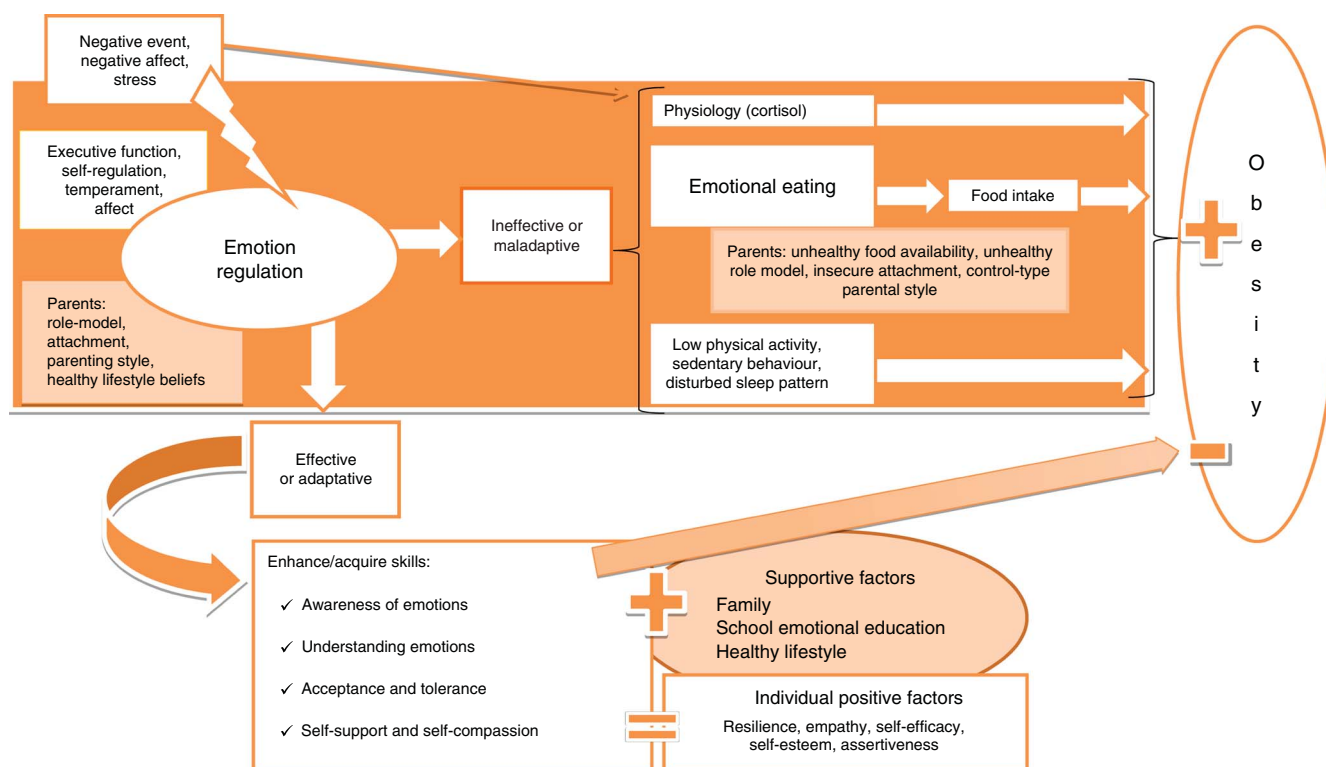 Negative event,
negative affect,
stress
Executive function,
self-regulation,
temperament,
affect
Emotion
regulation
Parents:
role-model,
attachment,
parenting style,
healthy lifestyle beliefs
Ineffective or
maladaptive
Physiology (cortisol)
Emotional eating
Food intake
Parents: unhealthy food availability, unhealthy
role model, insecure attachment, control-type
parental style
Low physical activity,
sedentary behaviour,
disturbed sleep pattern
O
b
e
s
i
t
y
Effective
or adaptive
Enhance/acquire skills:
✓ Awareness of emotions
✓ Understanding emotions
✓ Acceptance and tolerance
✓ Self-support and self-compassion
Supportive factors
Family
School emotional education
Healthy lifestyle
Individual positive factors
Resilience, empathy, self-efficacy,
self-esteem, assertiveness